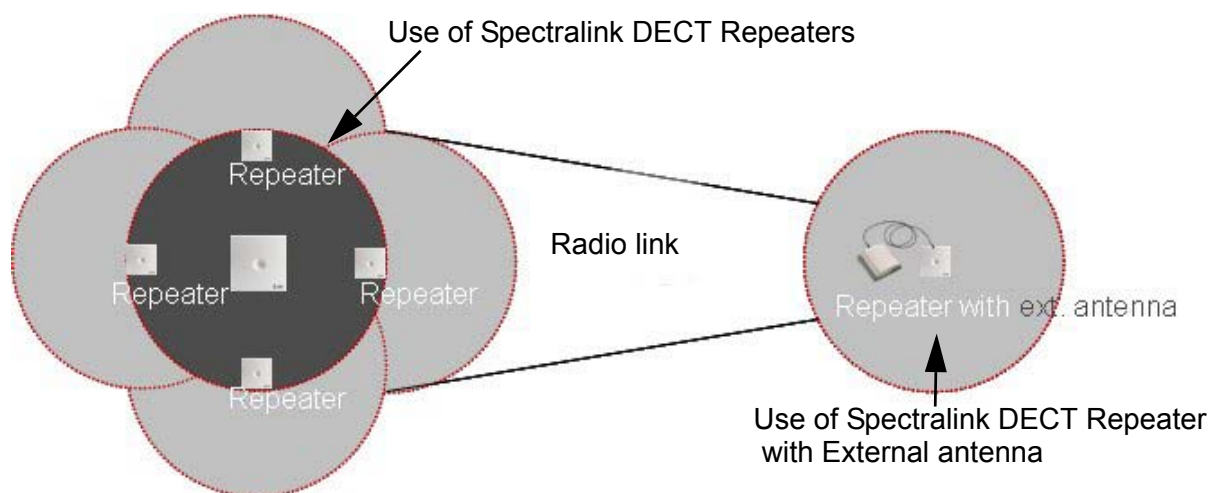 Use of Spectralink DECT Repeaters
Repeater
Repeater
Repeater
Repeater
Radio link
Repeater with ext. antenna
Use of Spectralink DECT Repeater
with External antenna